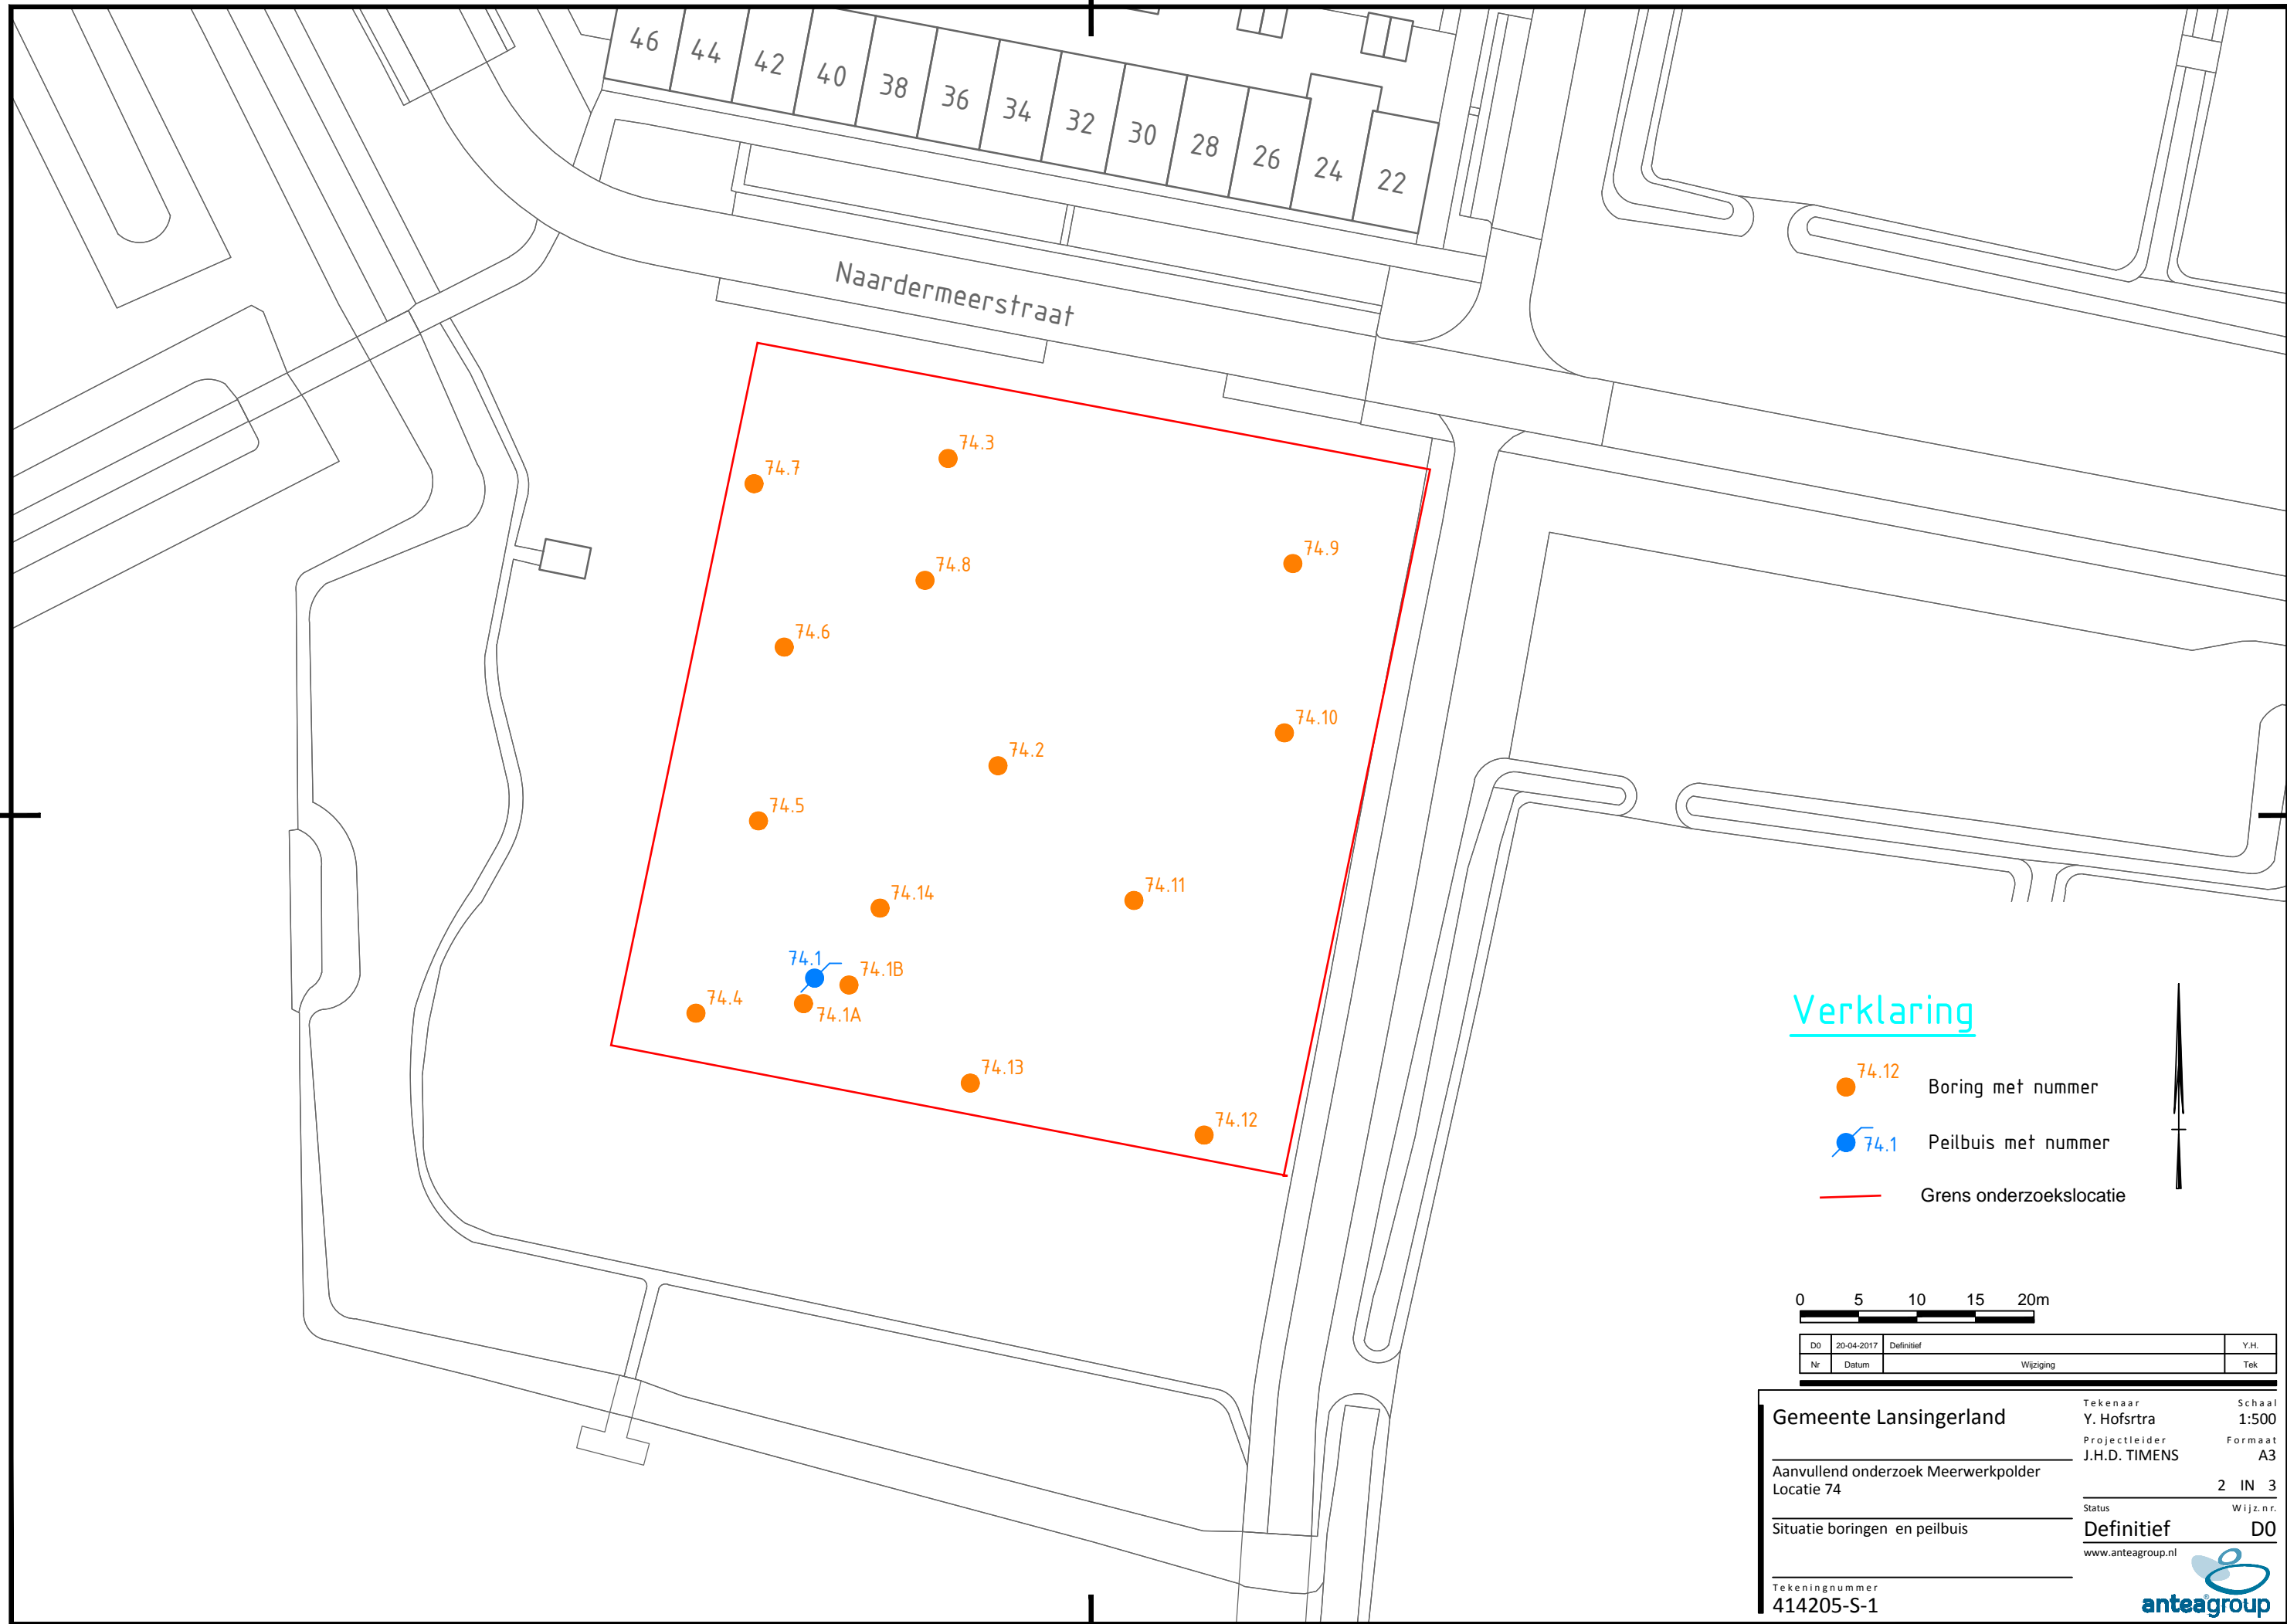 46 44 42 40 38 36 34 32 30 28 26 24 22
Naardermeerstraat
74.3
74.7
74.9
74.8
74.6
74.10
74.2
74.5
74.11
74.14
74.1
74.1B
74.4
74.1A
74.13
74.12
Verklaring
74.12 Boring met nummer
74.1 Peilbuis met nummer
Grens onderzoekslocatie
0 5 10 15 20m
D0 20-04-2017 Definitief Y.H.
Nr Datum Wijziging Tek
Gemeente Lansingerland
Aanvullend onderzoek Meerwerkpolder
Locatie 74
Situatie boringen en peilbuis
Tekeningnummer
414205-S-1
Tekenaar Schaal
Y. Hofsrtra 1:500
Projectleider Formaat
J.H.D. TIMENS A3
2 IN 3
Status Wijz.nr.
Definitief D0
www.anteagroup.nl
anteagroup